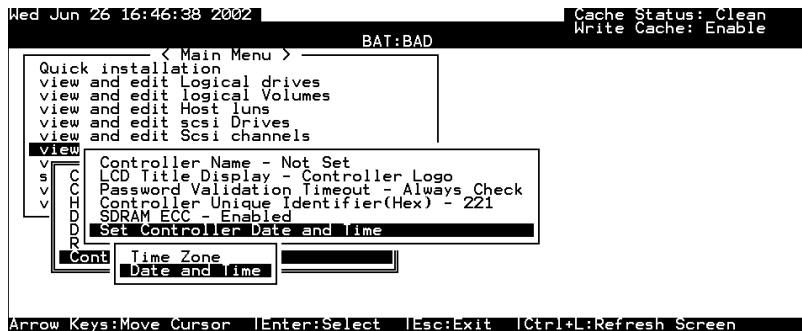 Wed Jun 26 16:46:38 2002
Cache Status: Clean
Write Cache: Enable
BAT:BAD
< Main Menu >
Quick installation
view and edit Logical drives
view and edit logical Volumes
view and edit Host luns
view and edit scsi Drives
view and edit Scsi channels
view
v
s C
v C
v H
D
D
R
Cont
Controller Name - Not Set
LCD Title Display - Controller Logo
Password Validation Timeout - Always Check
Controller Unique Identifier(Hex) - 221
SDRAM ECC - Enabled
Set Controller Date and Time
Time Zone
Date and Time
Arrow Keys:Move Cursor |Enter:Select |Esc:Exit |Ctrl+L:Refresh Screen